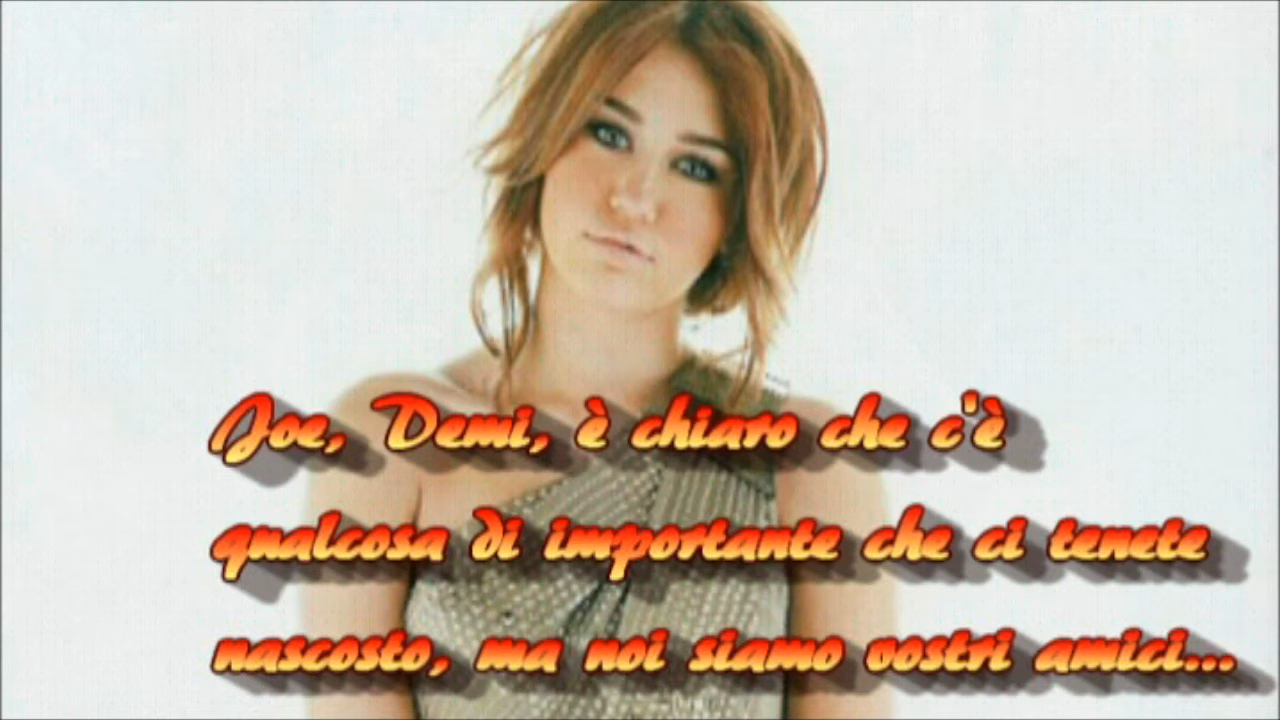 Joe, Demi, è chiaro che c'è
qualcosa di importante che ci tenete
nascosto, ma noi siamo vostri amici...